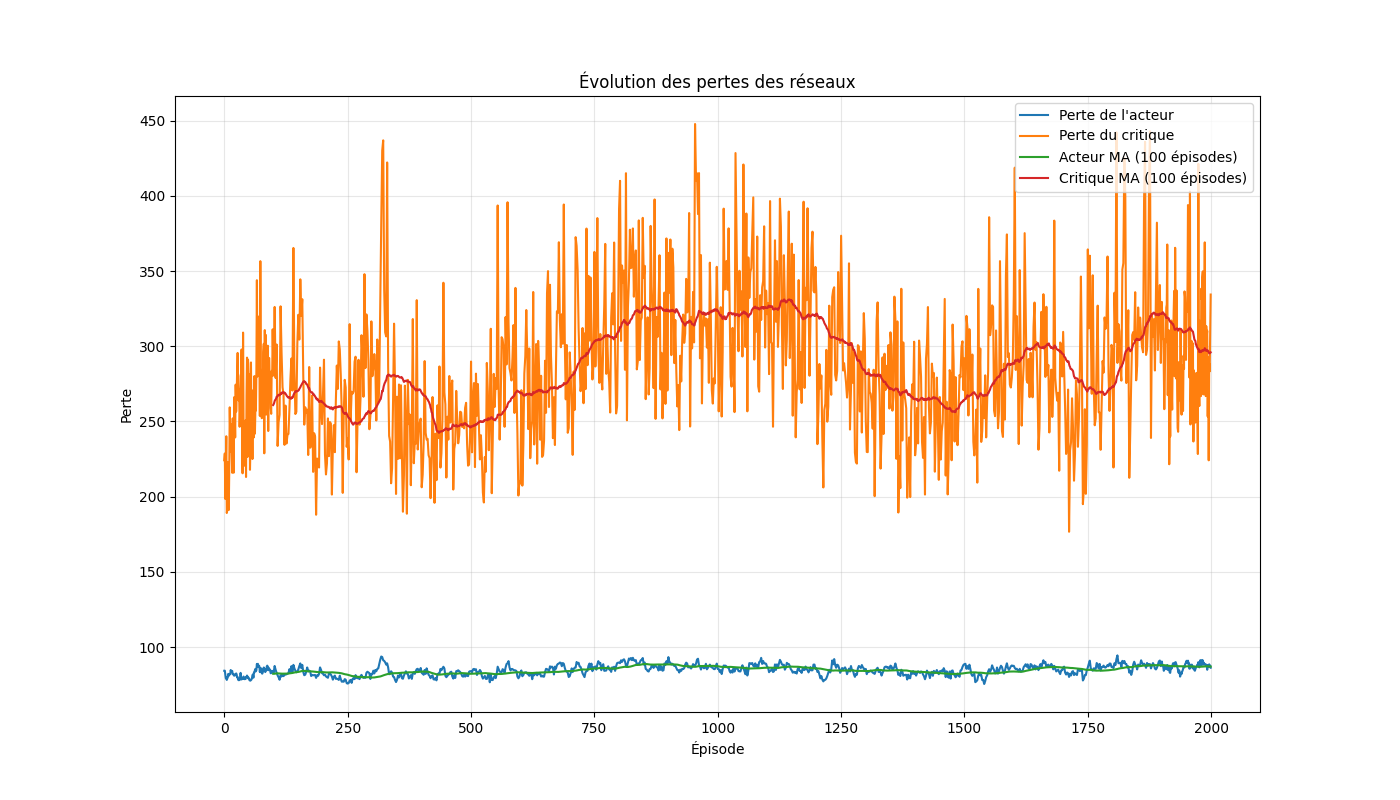 Évolution des pertes des réseaux
Perte de l'acteur
Perte du critique
Acteur MA (100 épisodes)
Critique MA (100 épisodes)
450
400
350
300
250
200
150
100
Perte
0
250
500
750
1000
1250
1500
1750
2000
Épisode